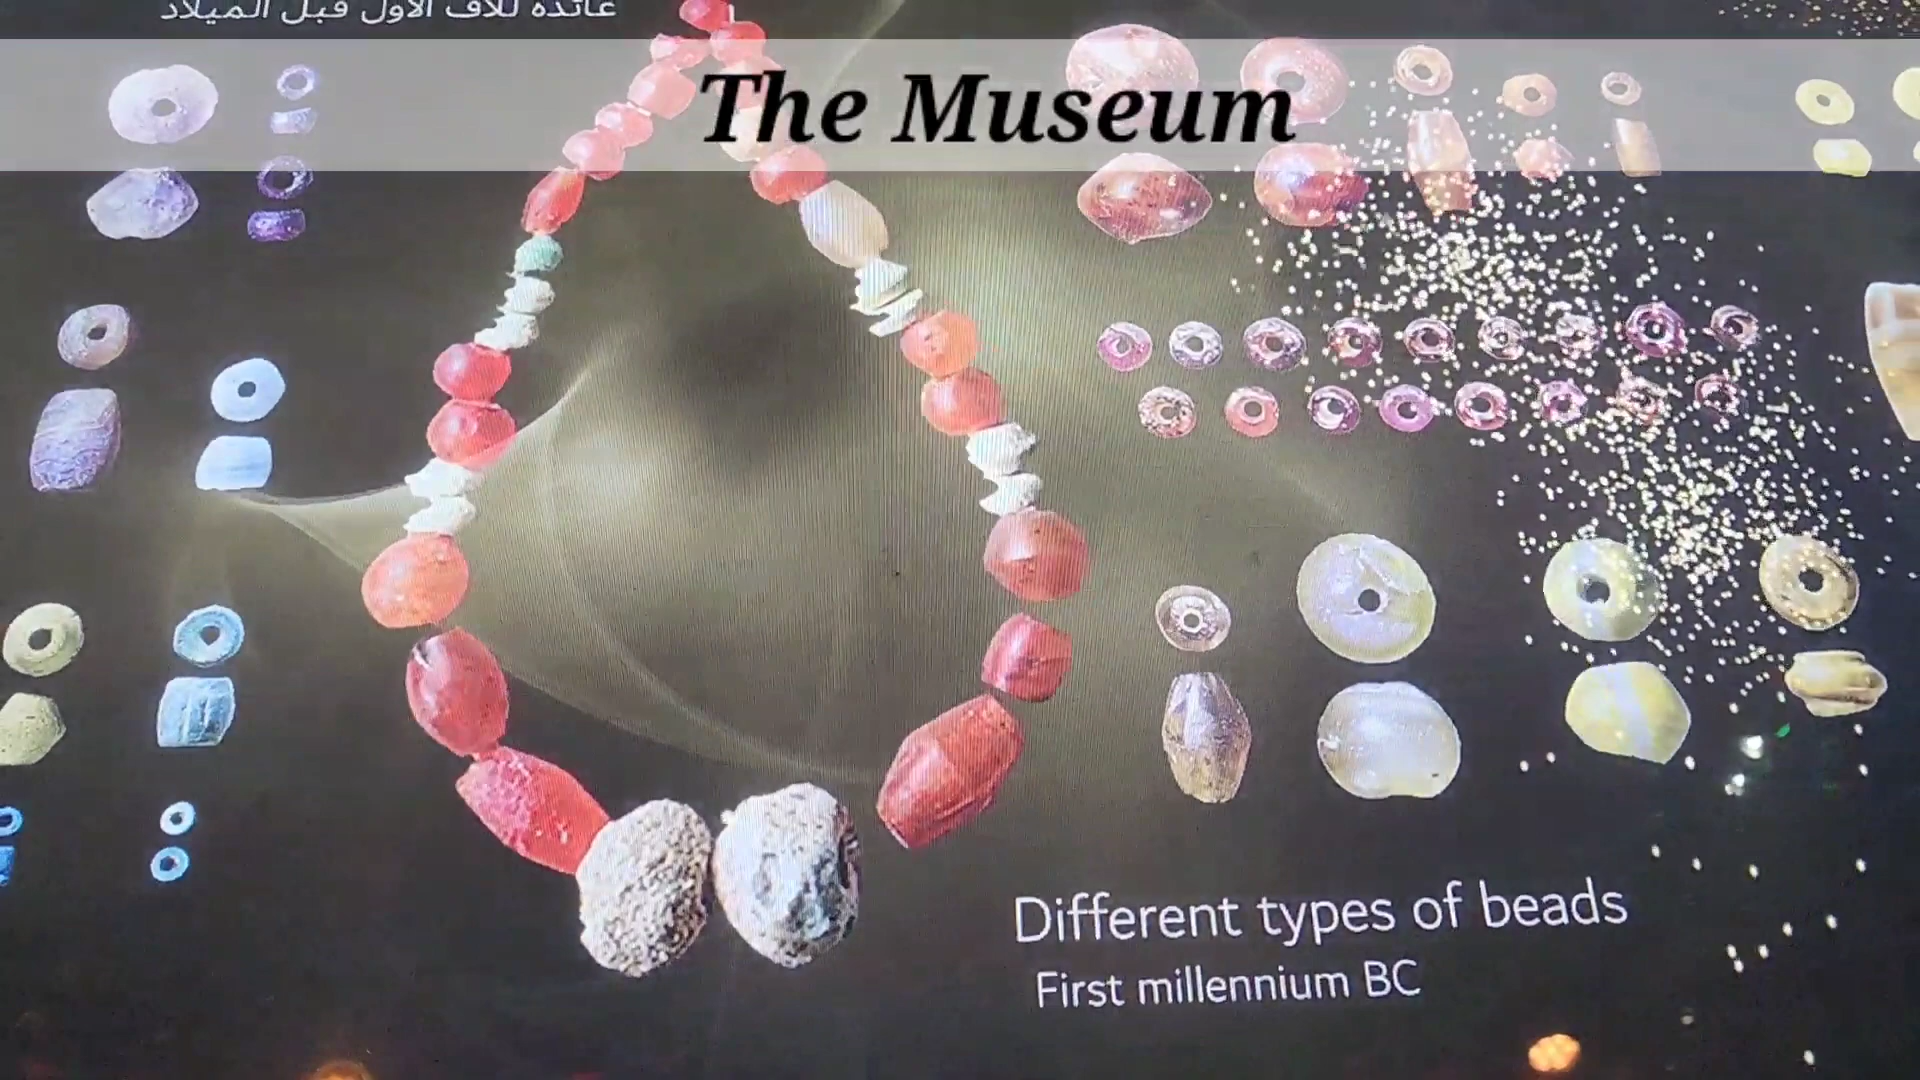 عائدة للألف الأول قبل الميلاد
The Museum
Different types of beads
First millennium BC